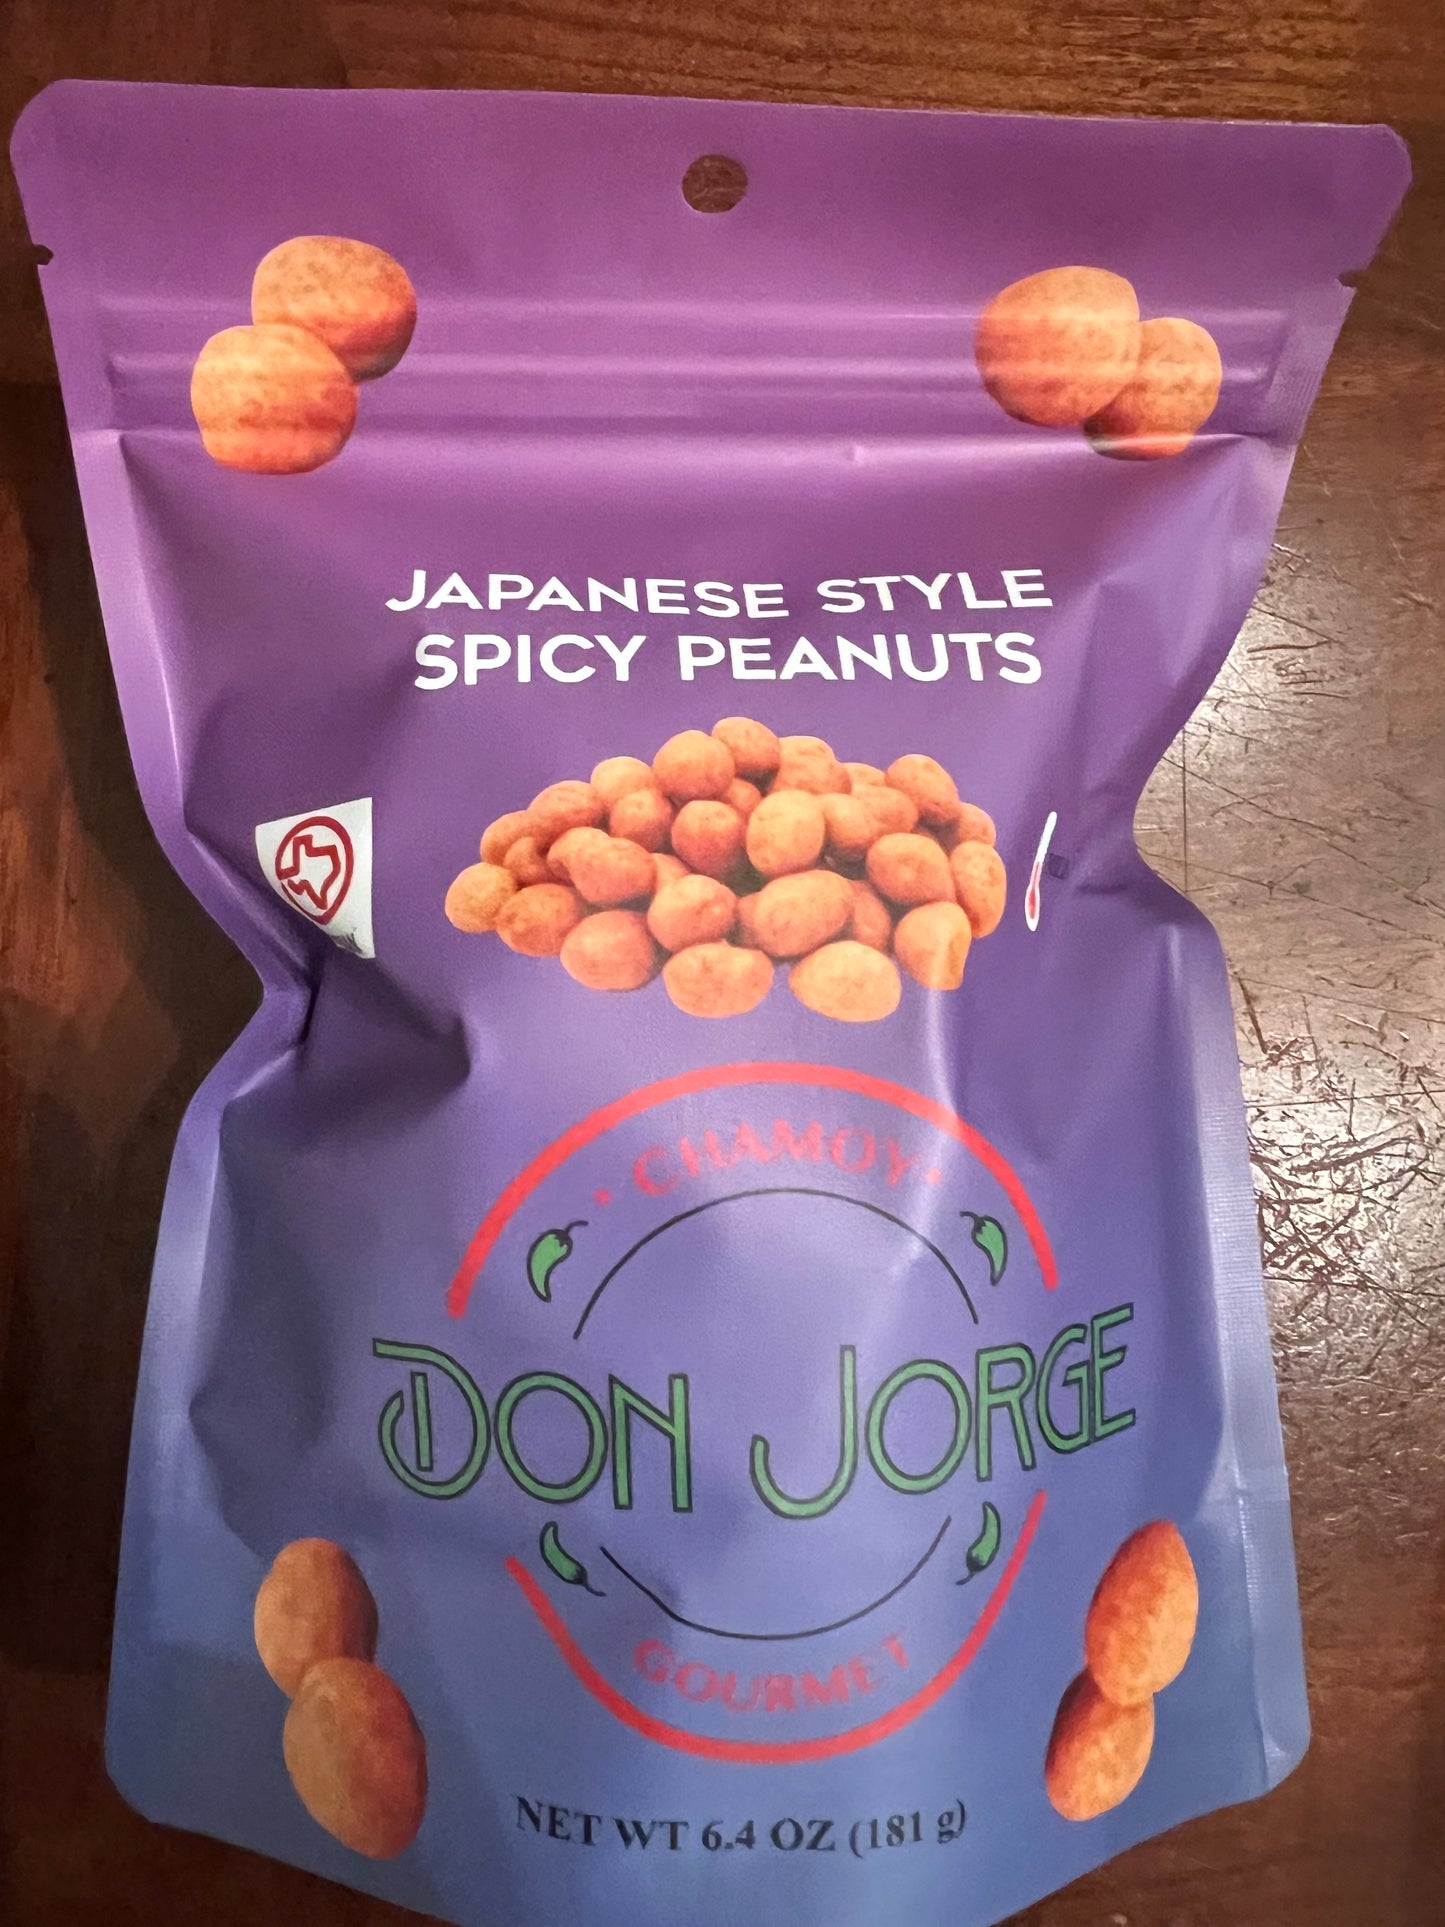 JAPANESE STYLE
SPICY PEANUTS
• CHAMOY •
DON JORGE
GOURMET
NET WT 6.4 OZ (181 g)